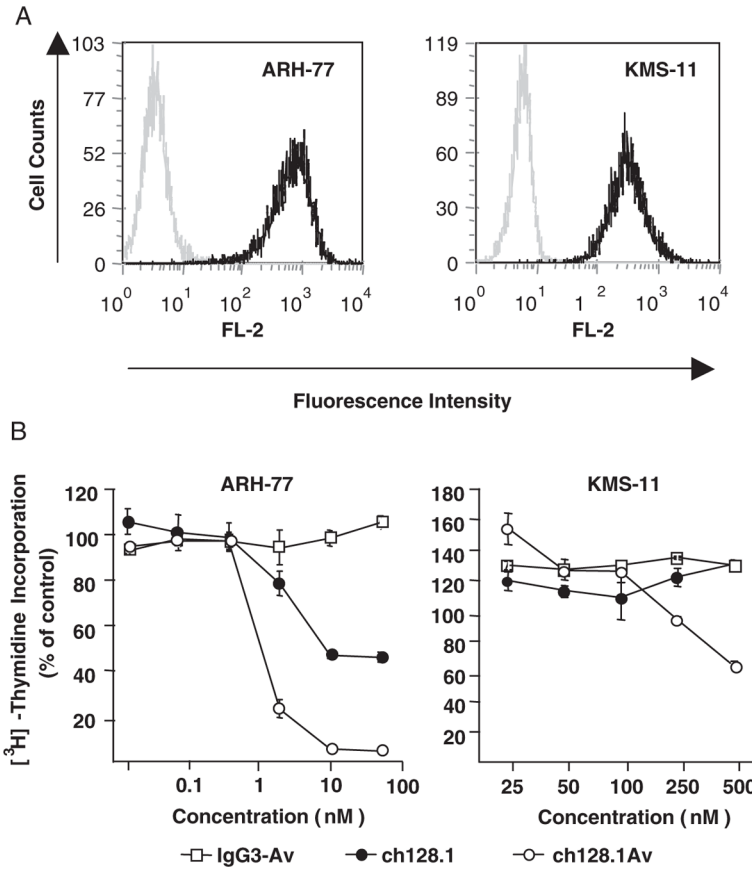 A
103
77
52
26
0
Cell Counts
ARH-77
10^0 10^1 10^2 10^3 10^4
FL-2
119
89
60
30
0
KMS-11
10^0 10^1 1 2 10^3 10^4
FL-2
Fluorescence Intensity
B
[^3H] -Thymidine Incorporation
(% of control)
ARH-77
120
100
80
60
40
20
0.1 1 10 100
Concentration ( nM )
KMS-11
180
160
140
120
100
80
60
40
20
25 50 100 250 500
Concentration ( nM )
IgG3-Av ch128.1 ch128.1Av